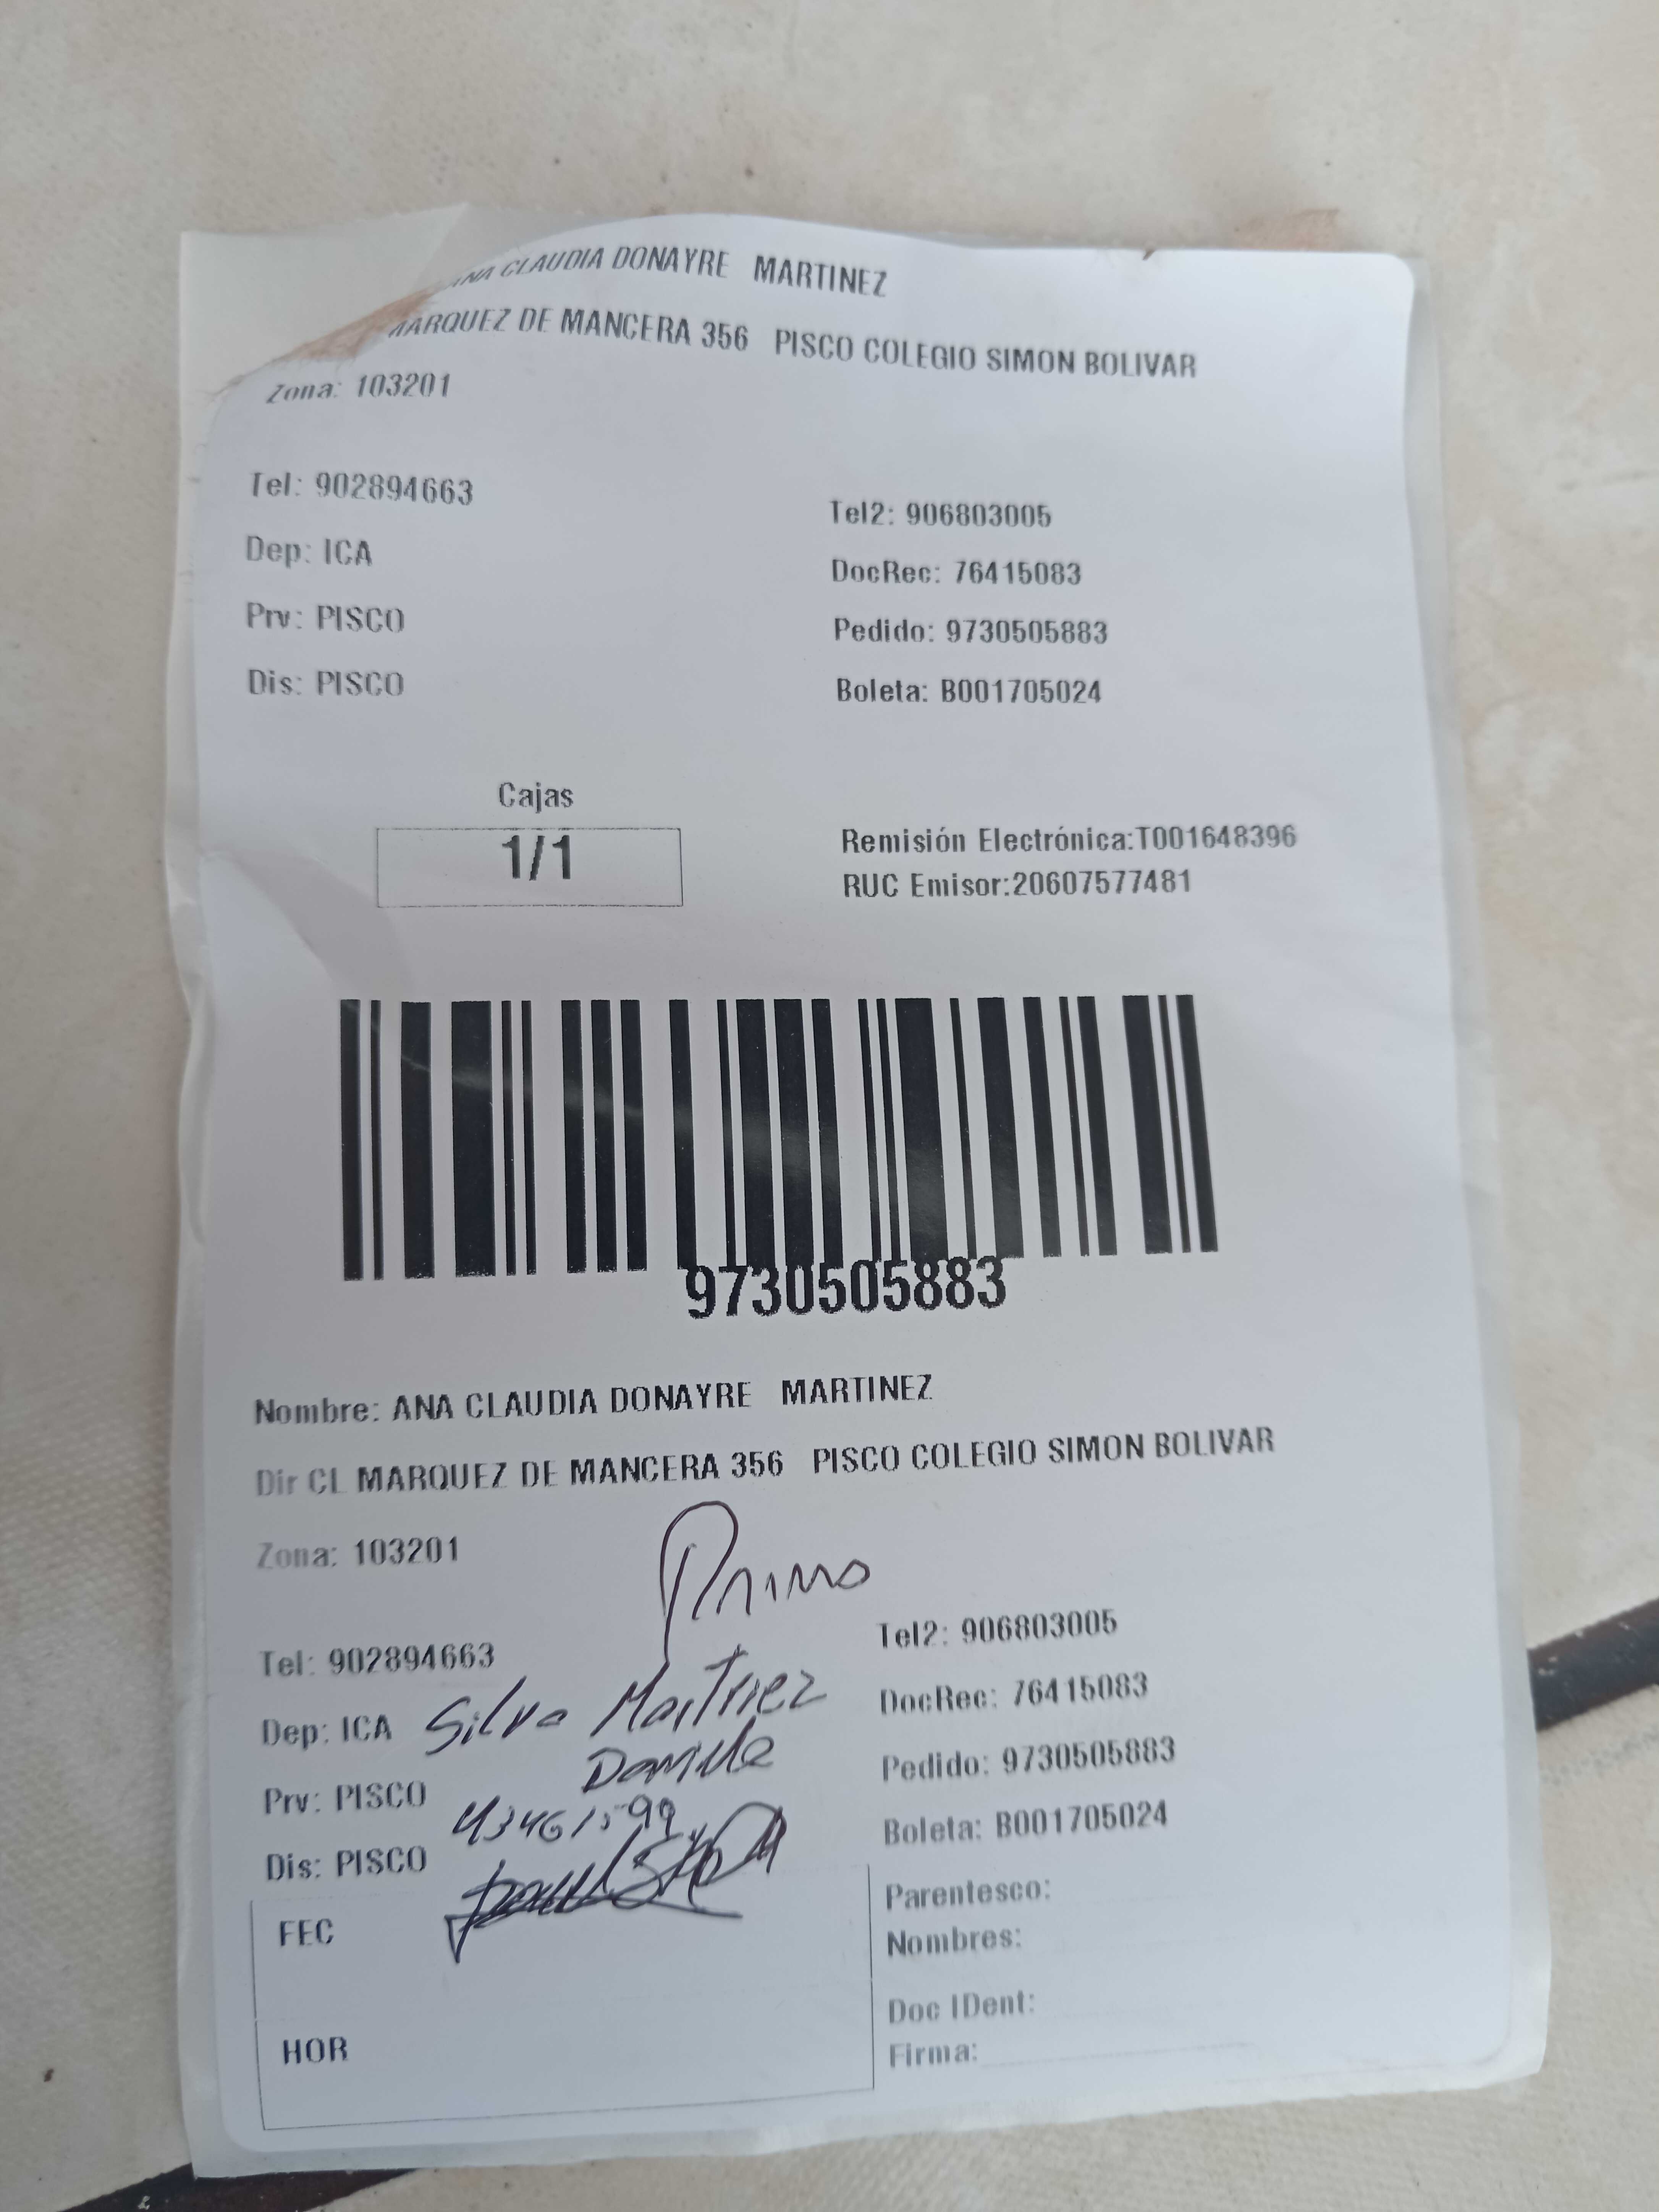 ANA CLAUDIA DONAYRE MARTINEZ
MARQUEZ DE MANCERA 356 PISCO COLEGIO SIMON BOLIVAR
Zona: 103201
Tel: 902894663
Tel2: 906803005
Dep: ICA
DocRec: 76415083
Prv: PISCO
Pedido: 9730505883
Dis: PISCO
Boleta: B001705024
Cajas
1/1
Remisión Electrónica:T001648396
RUC Emisor:20607577481
9730505883
Nombre: ANA CLAUDIA DONAYRE MARTINEZ
Dir CL MARQUEZ DE MANCERA 356 PISCO COLEGIO SIMON BOLIVAR
Zona: 103201
Primo
Tel: 902894663
Tel2: 906803005
Silva Martinez
Dep: ICA
DocRec: 76415083
Prv: PISCO
Pedido: 9730505883
Dis: PISCO
Boleta: B001705024
FEC
Parentesco:
Nombres:
Doc IDent:
HOR
Firma: